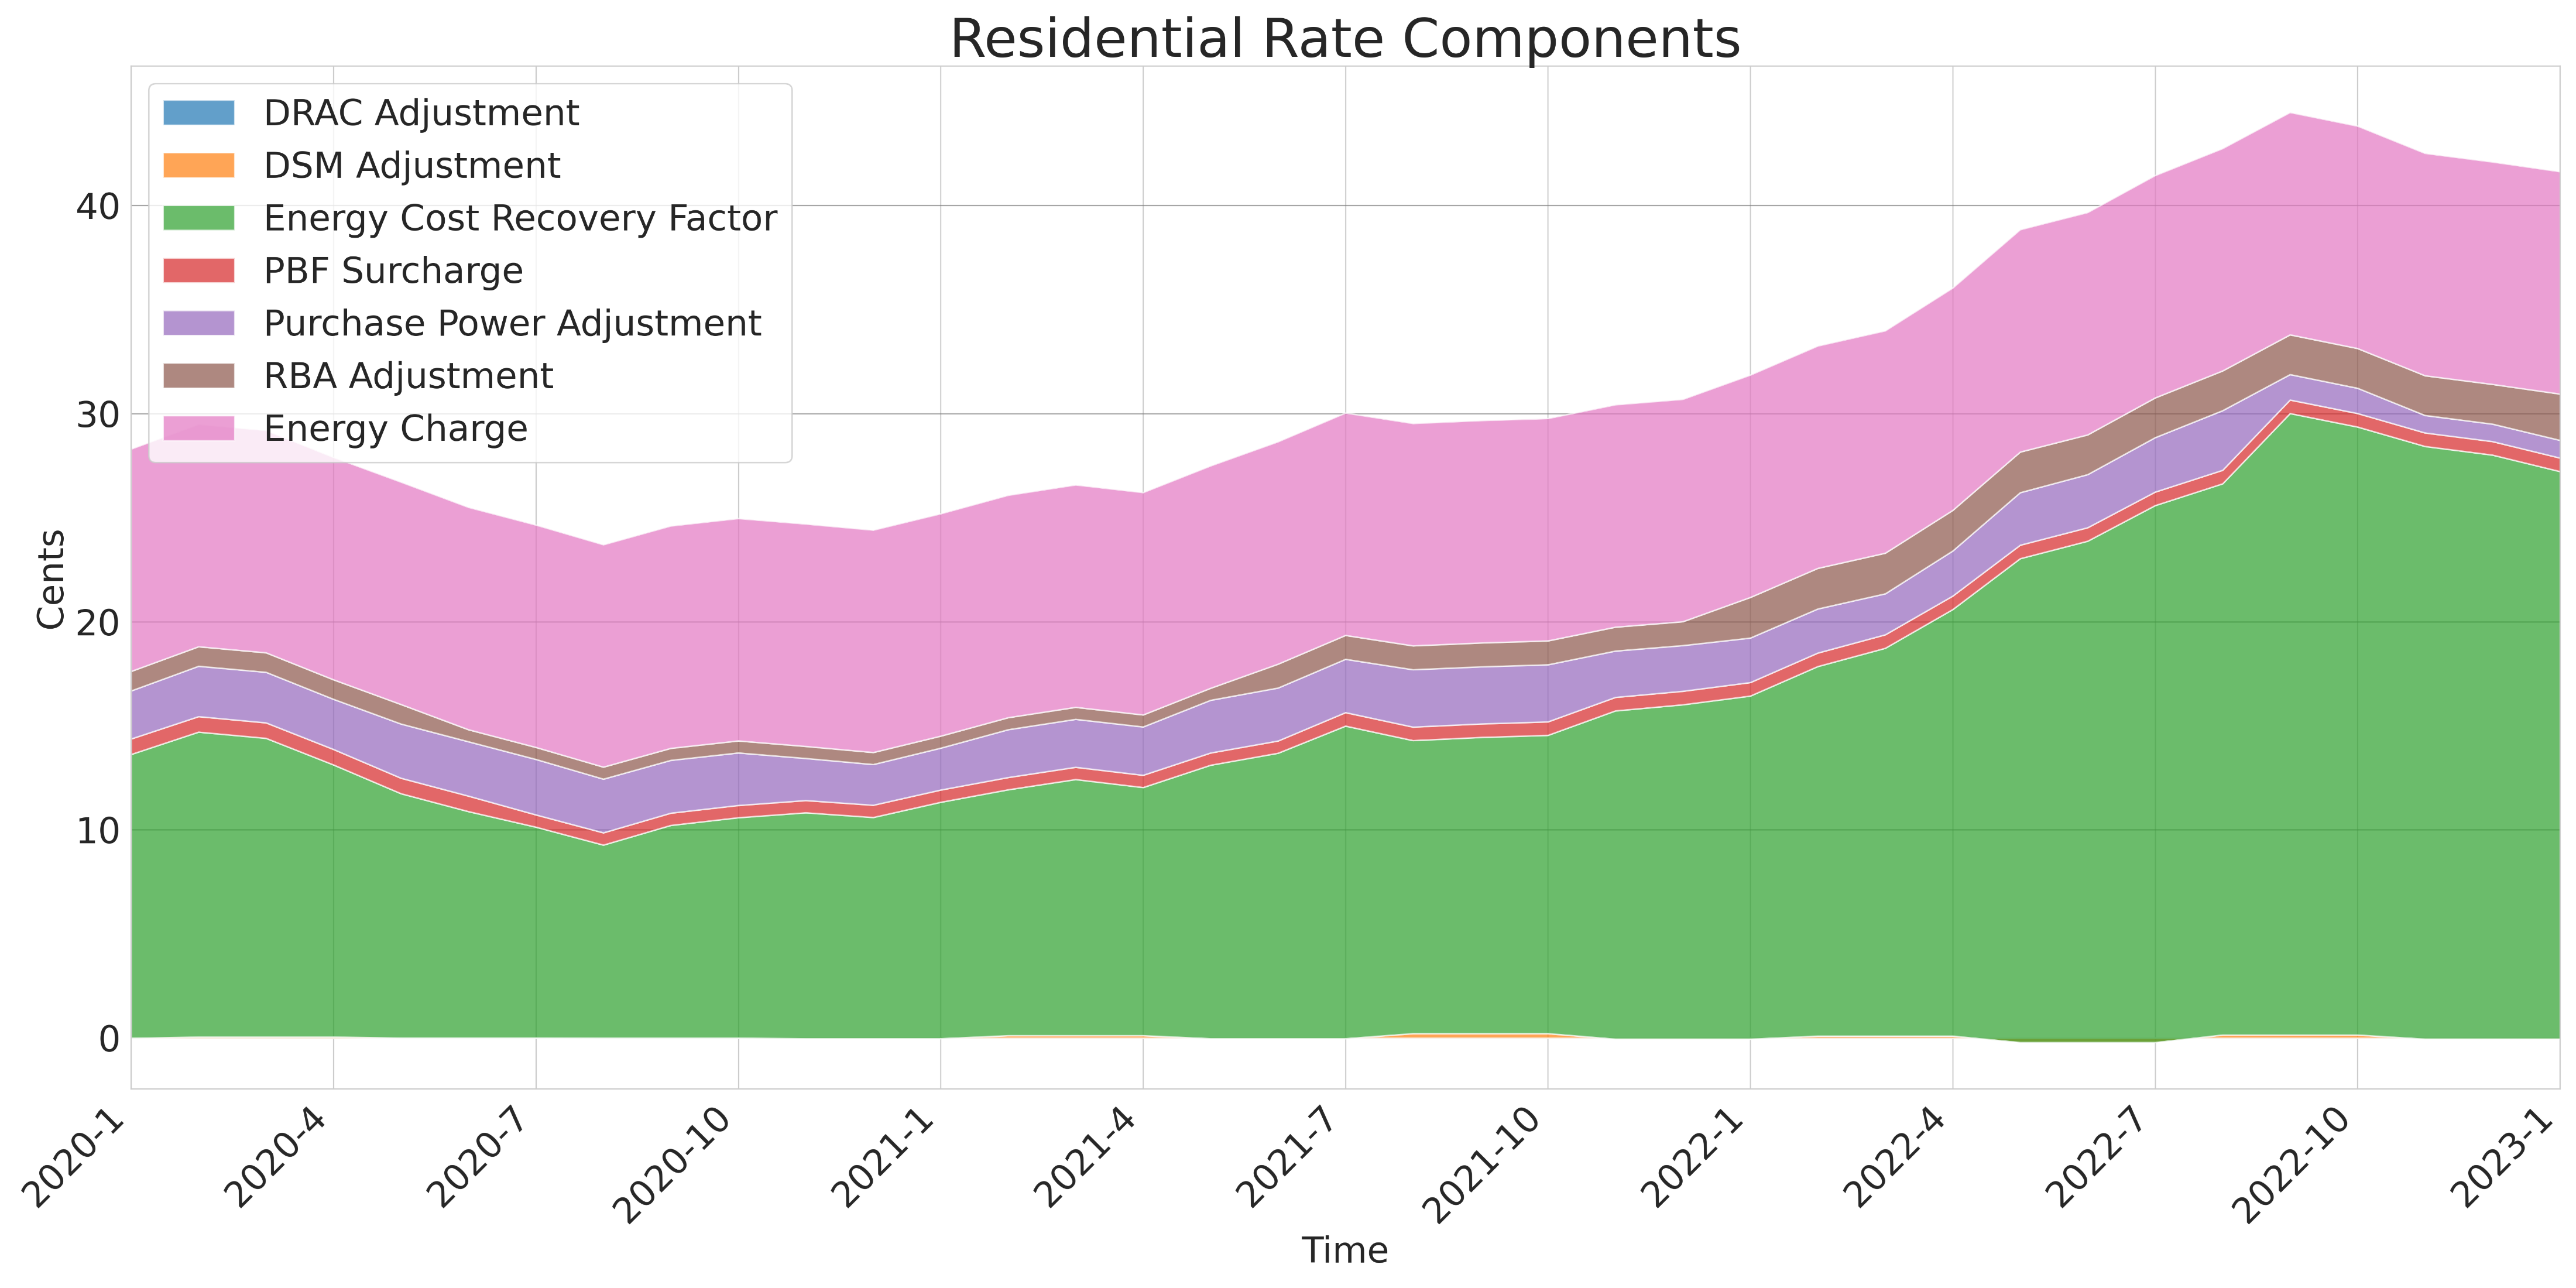 Residential Rate Components
DRAC Adjustment
DSM Adjustment
Energy Cost Recovery Factor
PBF Surcharge
Purchase Power Adjustment
RBA Adjustment
Energy Charge
Cents
40
30
20
10
0
2020-1
2020-4
2020-7
2020-10
2021-1
2021-4
2021-7
2021-10
2022-1
2022-4
2022-7
2022-10
2023-1
Time